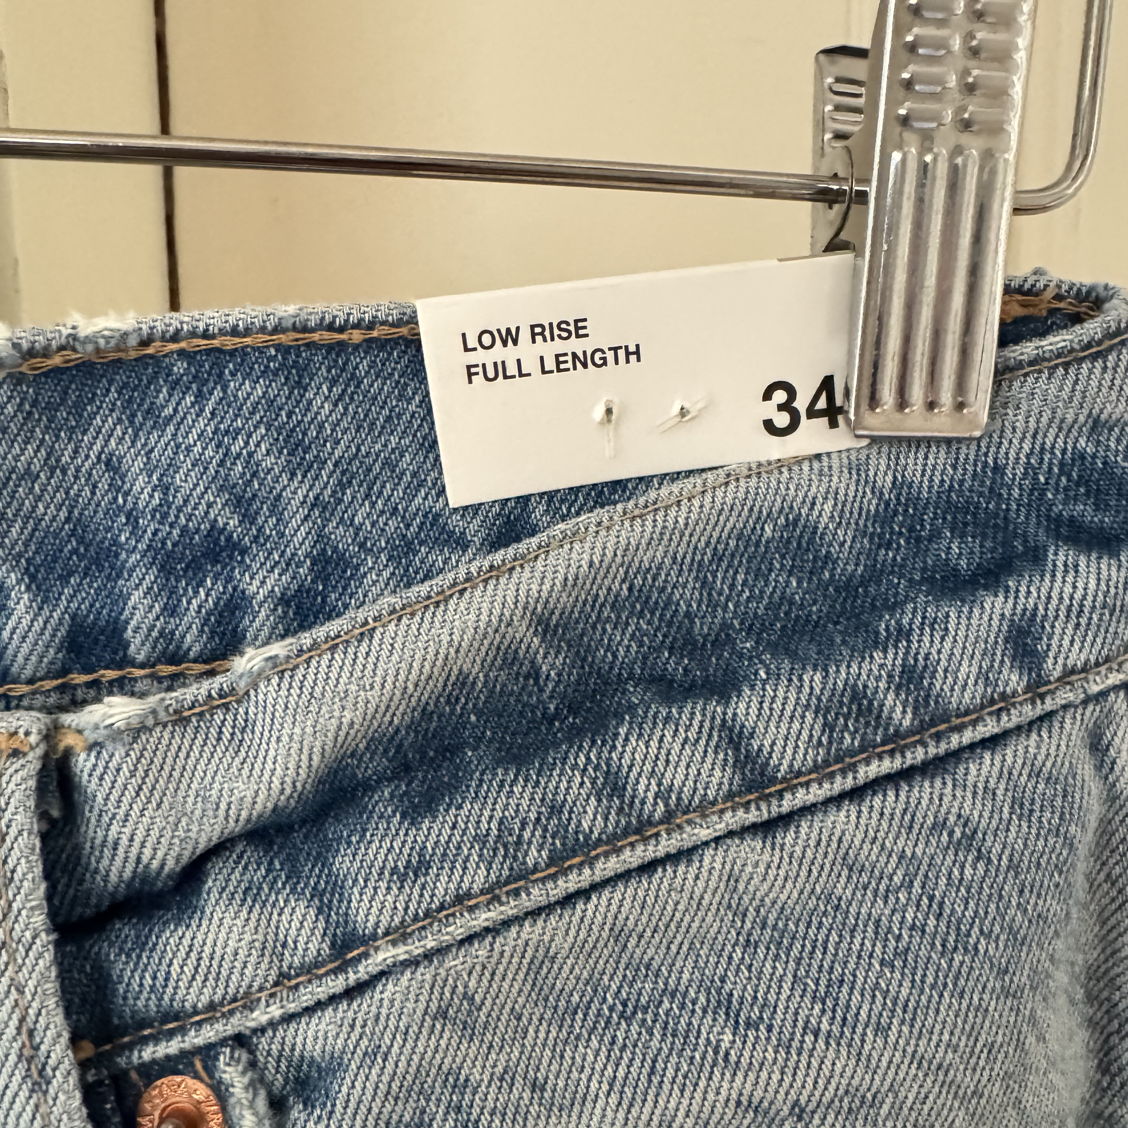 LOW RISE
FULL LENGTH
34